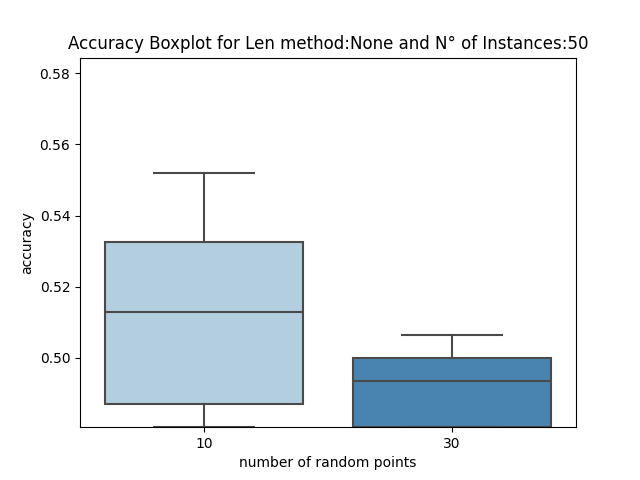 Accuracy Boxplot for Len method:None and N° of Instances:50
0.58
0.56
0.54
0.52
0.50
accuracy
10
30
number of random points